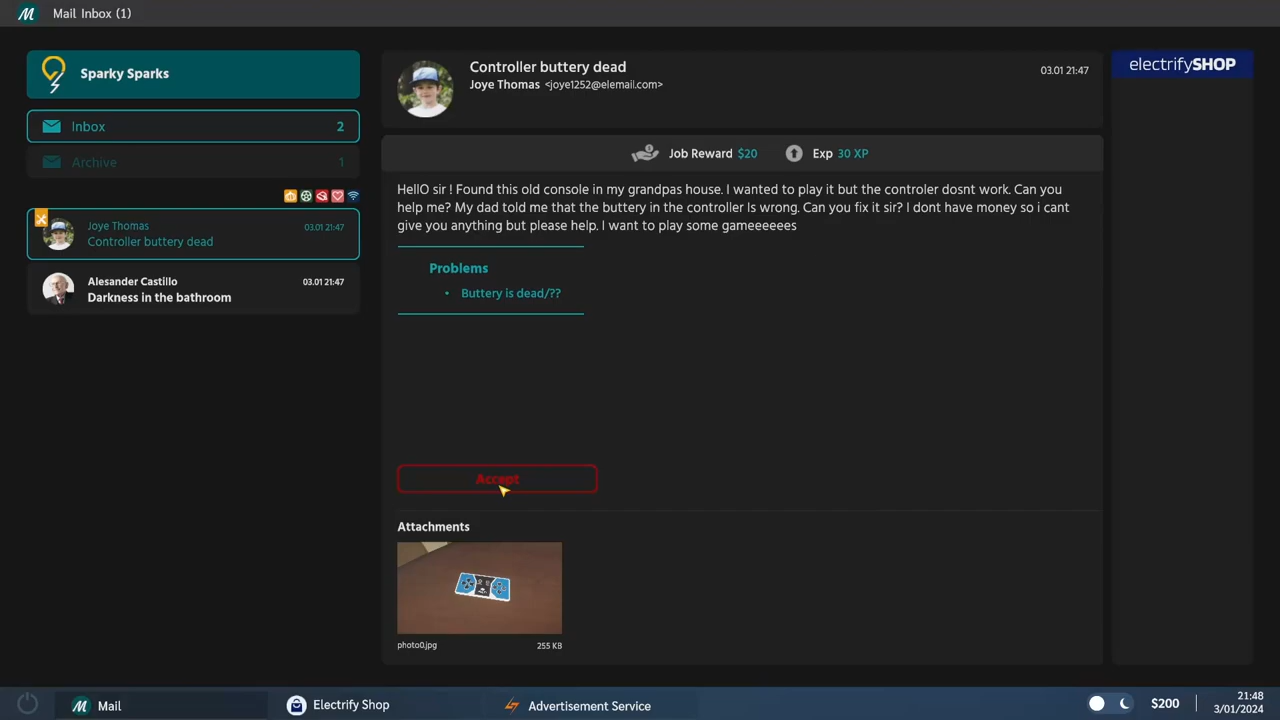 Mail Inbox (1)
Sparky Sparks
Inbox 2
Archive 1
Joye Thomas 03.01 21:47
Controller buttery dead
Alesander Castillo 03.01 21:47
Darkness in the bathroom
Controller buttery dead
Joye Thomas <joye1252@elemail.com>
03.01 21:47
Job Reward $20 Exp 30 XP
HellO sir ! Found this old console in my grandpas house. I wanted to play it but the controler dosnt work. Can you
help me? My dad told me that the buttery in the controller Is wrong. Can you fix it sir? I dont have money so i cant
give you anything but please help. I want to play some gameeeeees
Problems
• Buttery is dead/??
Accept
Attachments
photo0.jpg 255 KB
electrifySHOP
Mail
Electrify Shop
Advertisement Service
$200
21:48
3/01/2024